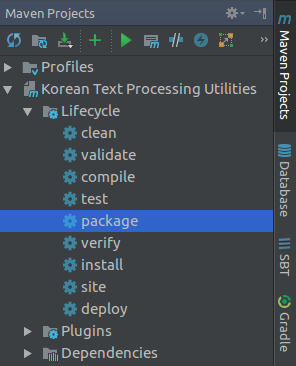 Maven Projects
Profiles
Korean Text Processing Utilities
Lifecycle
clean
validate
compile
test
package
verify
install
site
deploy
Plugins
Dependencies
Maven Projects
Database
SBT
Gradle